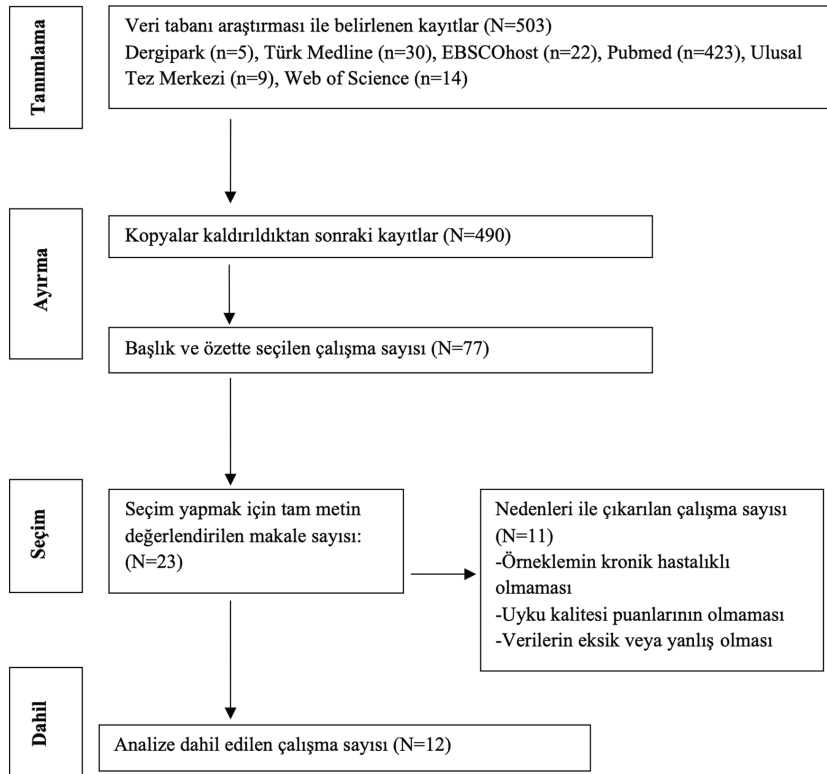 Tanımlama
Veri tabanı araştırması ile belirlenen kayıtlar (N=503)
Dergipark (n=5), Türk Medline (n=30), EBSCOhost (n=22), Pubmed (n=423), Ulusal
Tez Merkezi (n=9), Web of Science (n=14)
Ayırma
Kopyalar kaldırıldıktan sonraki kayıtlar (N=490)
Başlık ve özette seçilen çalışma sayısı (N=77)
Seçim
Seçim yapmak için tam metin
değerlendirilen makale sayısı:
(N=23)
Nedenleri ile çıkarılan çalışma sayısı
(N=11)
-Örneklemin kronik hastalıklı
olmaması
-Uyku kalitesi puanlarının olmaması
-Verilerin eksik veya yanlış olması
Dahil
Analize dahil edilen çalışma sayısı (N=12)